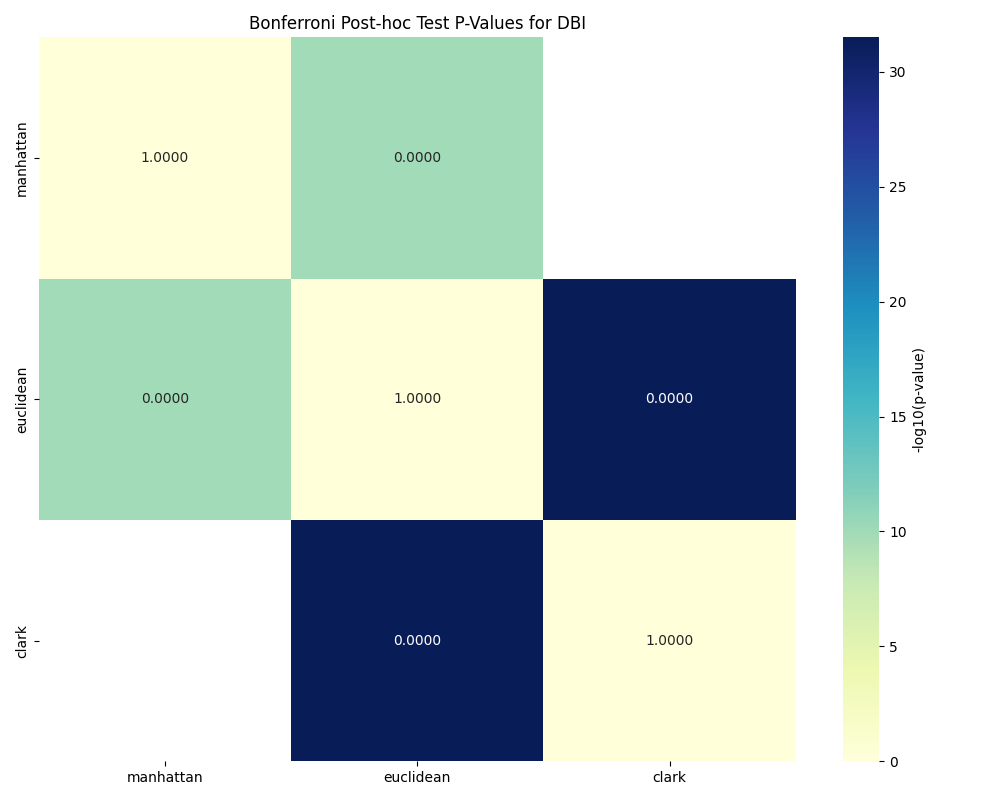 Bonferroni Post-hoc Test P-Values for DBI
manhattan
1.0000
0.0000
euclidean
0.0000
1.0000
0.0000
clark
0.0000
1.0000
manhattan
euclidean
clark
30
25
20
15
10
5
0
-log10(p-value)